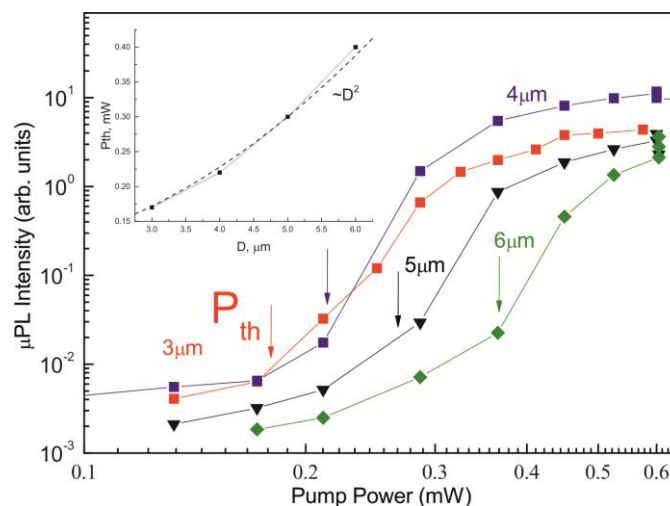 μPL Intensity (arb. units)
10¹
10⁰
10⁻¹
10⁻²
10⁻³
0.1
0.2
0.3
0.4
0.5
0.6
Pump Power (mW)
Pth, mW
0.40
0.35
0.30
0.25
0.20
0.15
3.0
3.5
4.0
4.5
5.0
5.5
6.0
D, μm
~D²
4μm
5μm
6μm
3μm
Pth